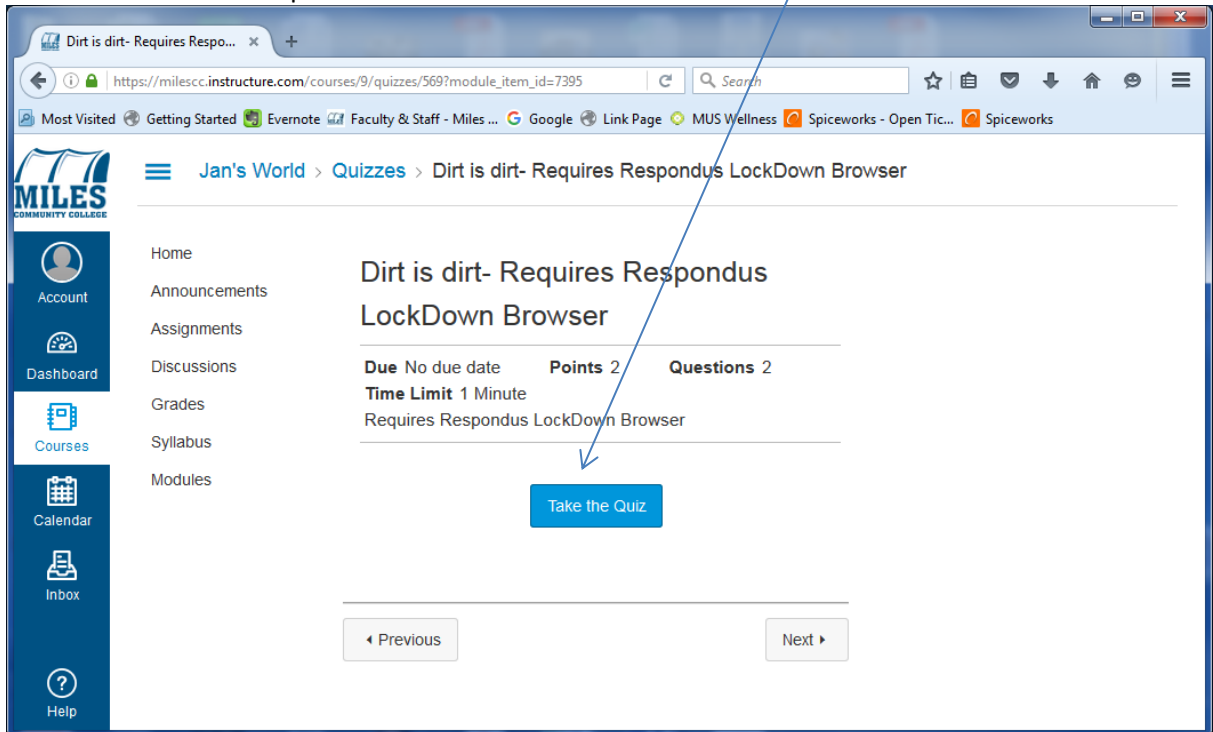 Dirt is dirt- Requires Respo... × +
https://milescc.instructure.com/courses/9/quizzes/569?module_item_id=7395 Search
Most Visited Getting Started Evernote Faculty & Staff - Miles ... Google Link Page MUS Wellness Spiceworks - Open Tic... Spiceworks
MILES
COMMUNITY COLLEGE
Jan's World > Quizzes > Dirt is dirt- Requires Respondus LockDown Browser
Account
Dashboard
Courses
Calendar
Inbox
Help
Home
Announcements
Assignments
Discussions
Grades
Syllabus
Modules
Dirt is dirt- Requires Respondus
LockDown Browser
Due No due date Points 2 Questions 2
Time Limit 1 Minute
Requires Respondus LockDown Browser
Take the Quiz
Previous Next